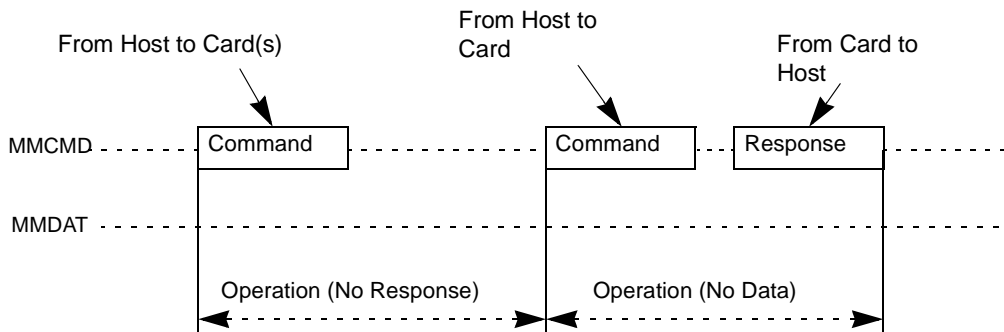 From Host to Card(s)
From Host to
Card
From Card to
Host
MMCMD
Command
Command
Response
MMDAT
Operation (No Response)
Operation (No Data)